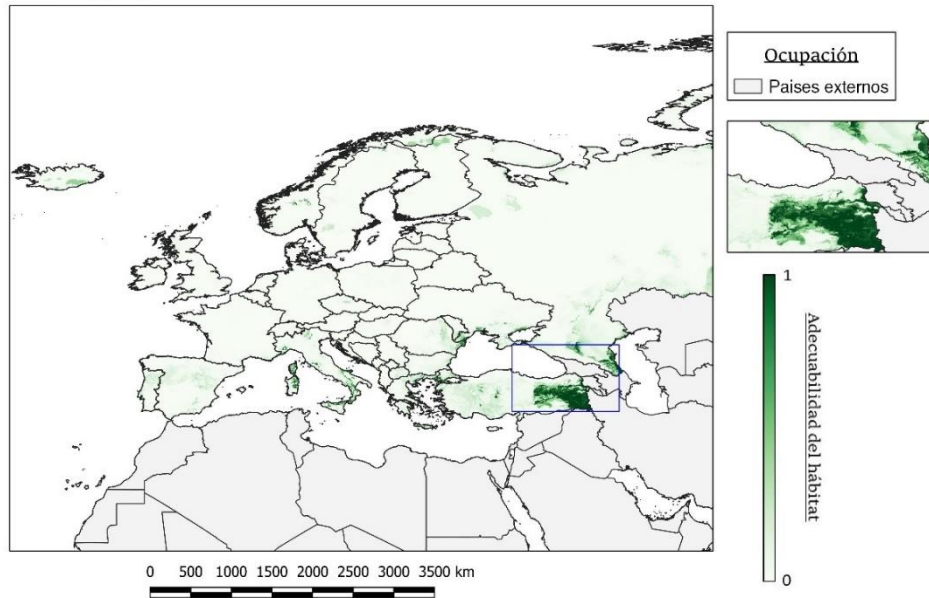 Ocupación
Paises externos
1
Adecuabilidad del hábitat
0
0 500 1000 1500 2000 2500 3000 3500 km